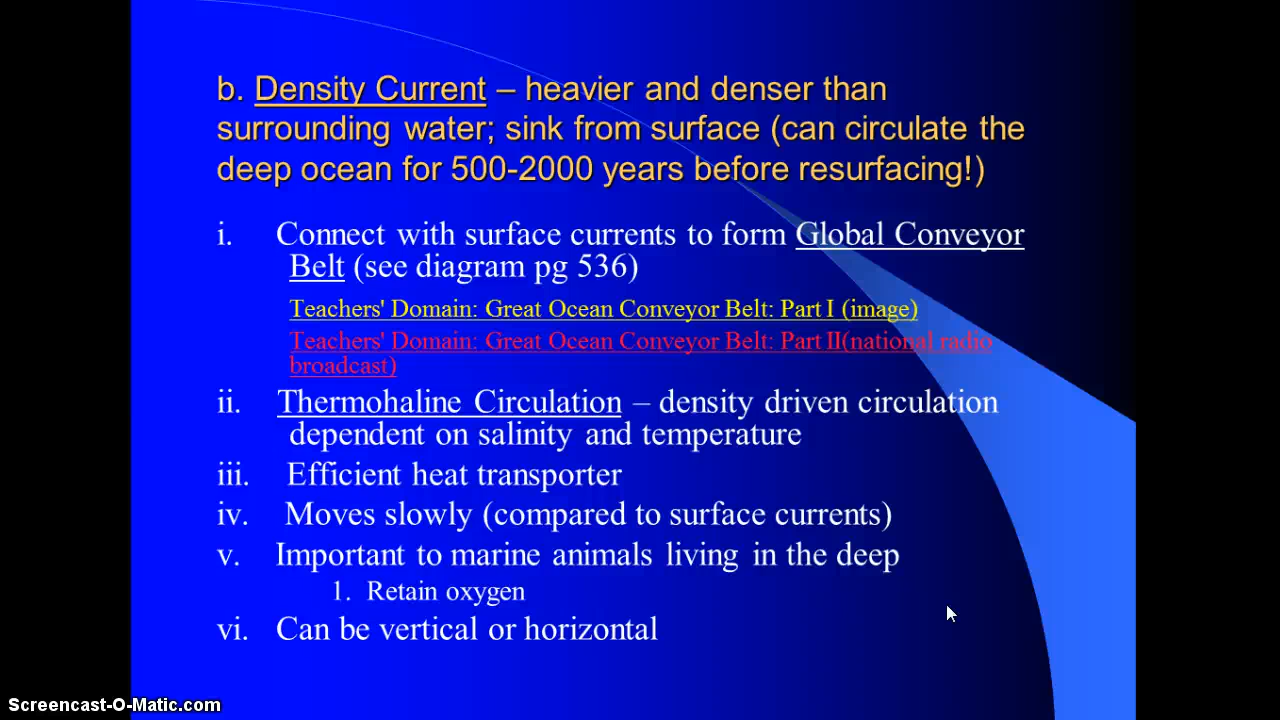 b. Density Current – heavier and denser than
surrounding water; sink from surface (can circulate the
deep ocean for 500-2000 years before resurfacing!)
i. Connect with surface currents to form Global Conveyor
Belt (see diagram pg 536)
Teachers' Domain: Great Ocean Conveyor Belt: Part I (image)
Teachers' Domain: Great Ocean Conveyor Belt: Part II(national radio
broadcast)
ii. Thermohaline Circulation – density driven circulation
dependent on salinity and temperature
iii. Efficient heat transporter
iv. Moves slowly (compared to surface currents)
v. Important to marine animals living in the deep
1. Retain oxygen
vi. Can be vertical or horizontal
Screencast-O-Matic.com